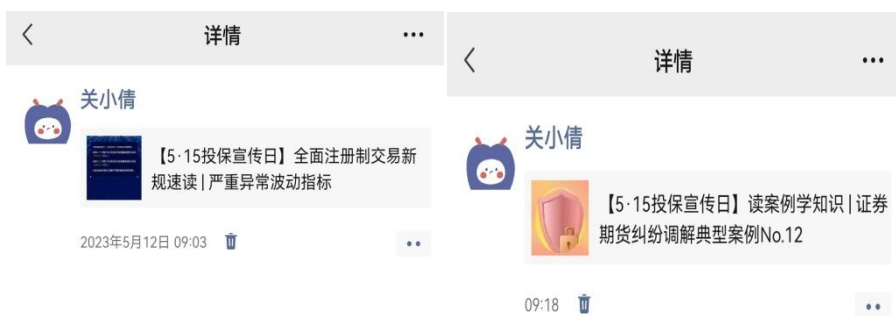 详情
关小倩
【5·15投保宣传日】全面注册制交易新
规速读 | 严重异常波动指标
2023年5月12日 09:03
详情
关小倩
【5·15投保宣传日】读案例学知识 | 证券
期货纠纷调解典型案例No.12
09:18